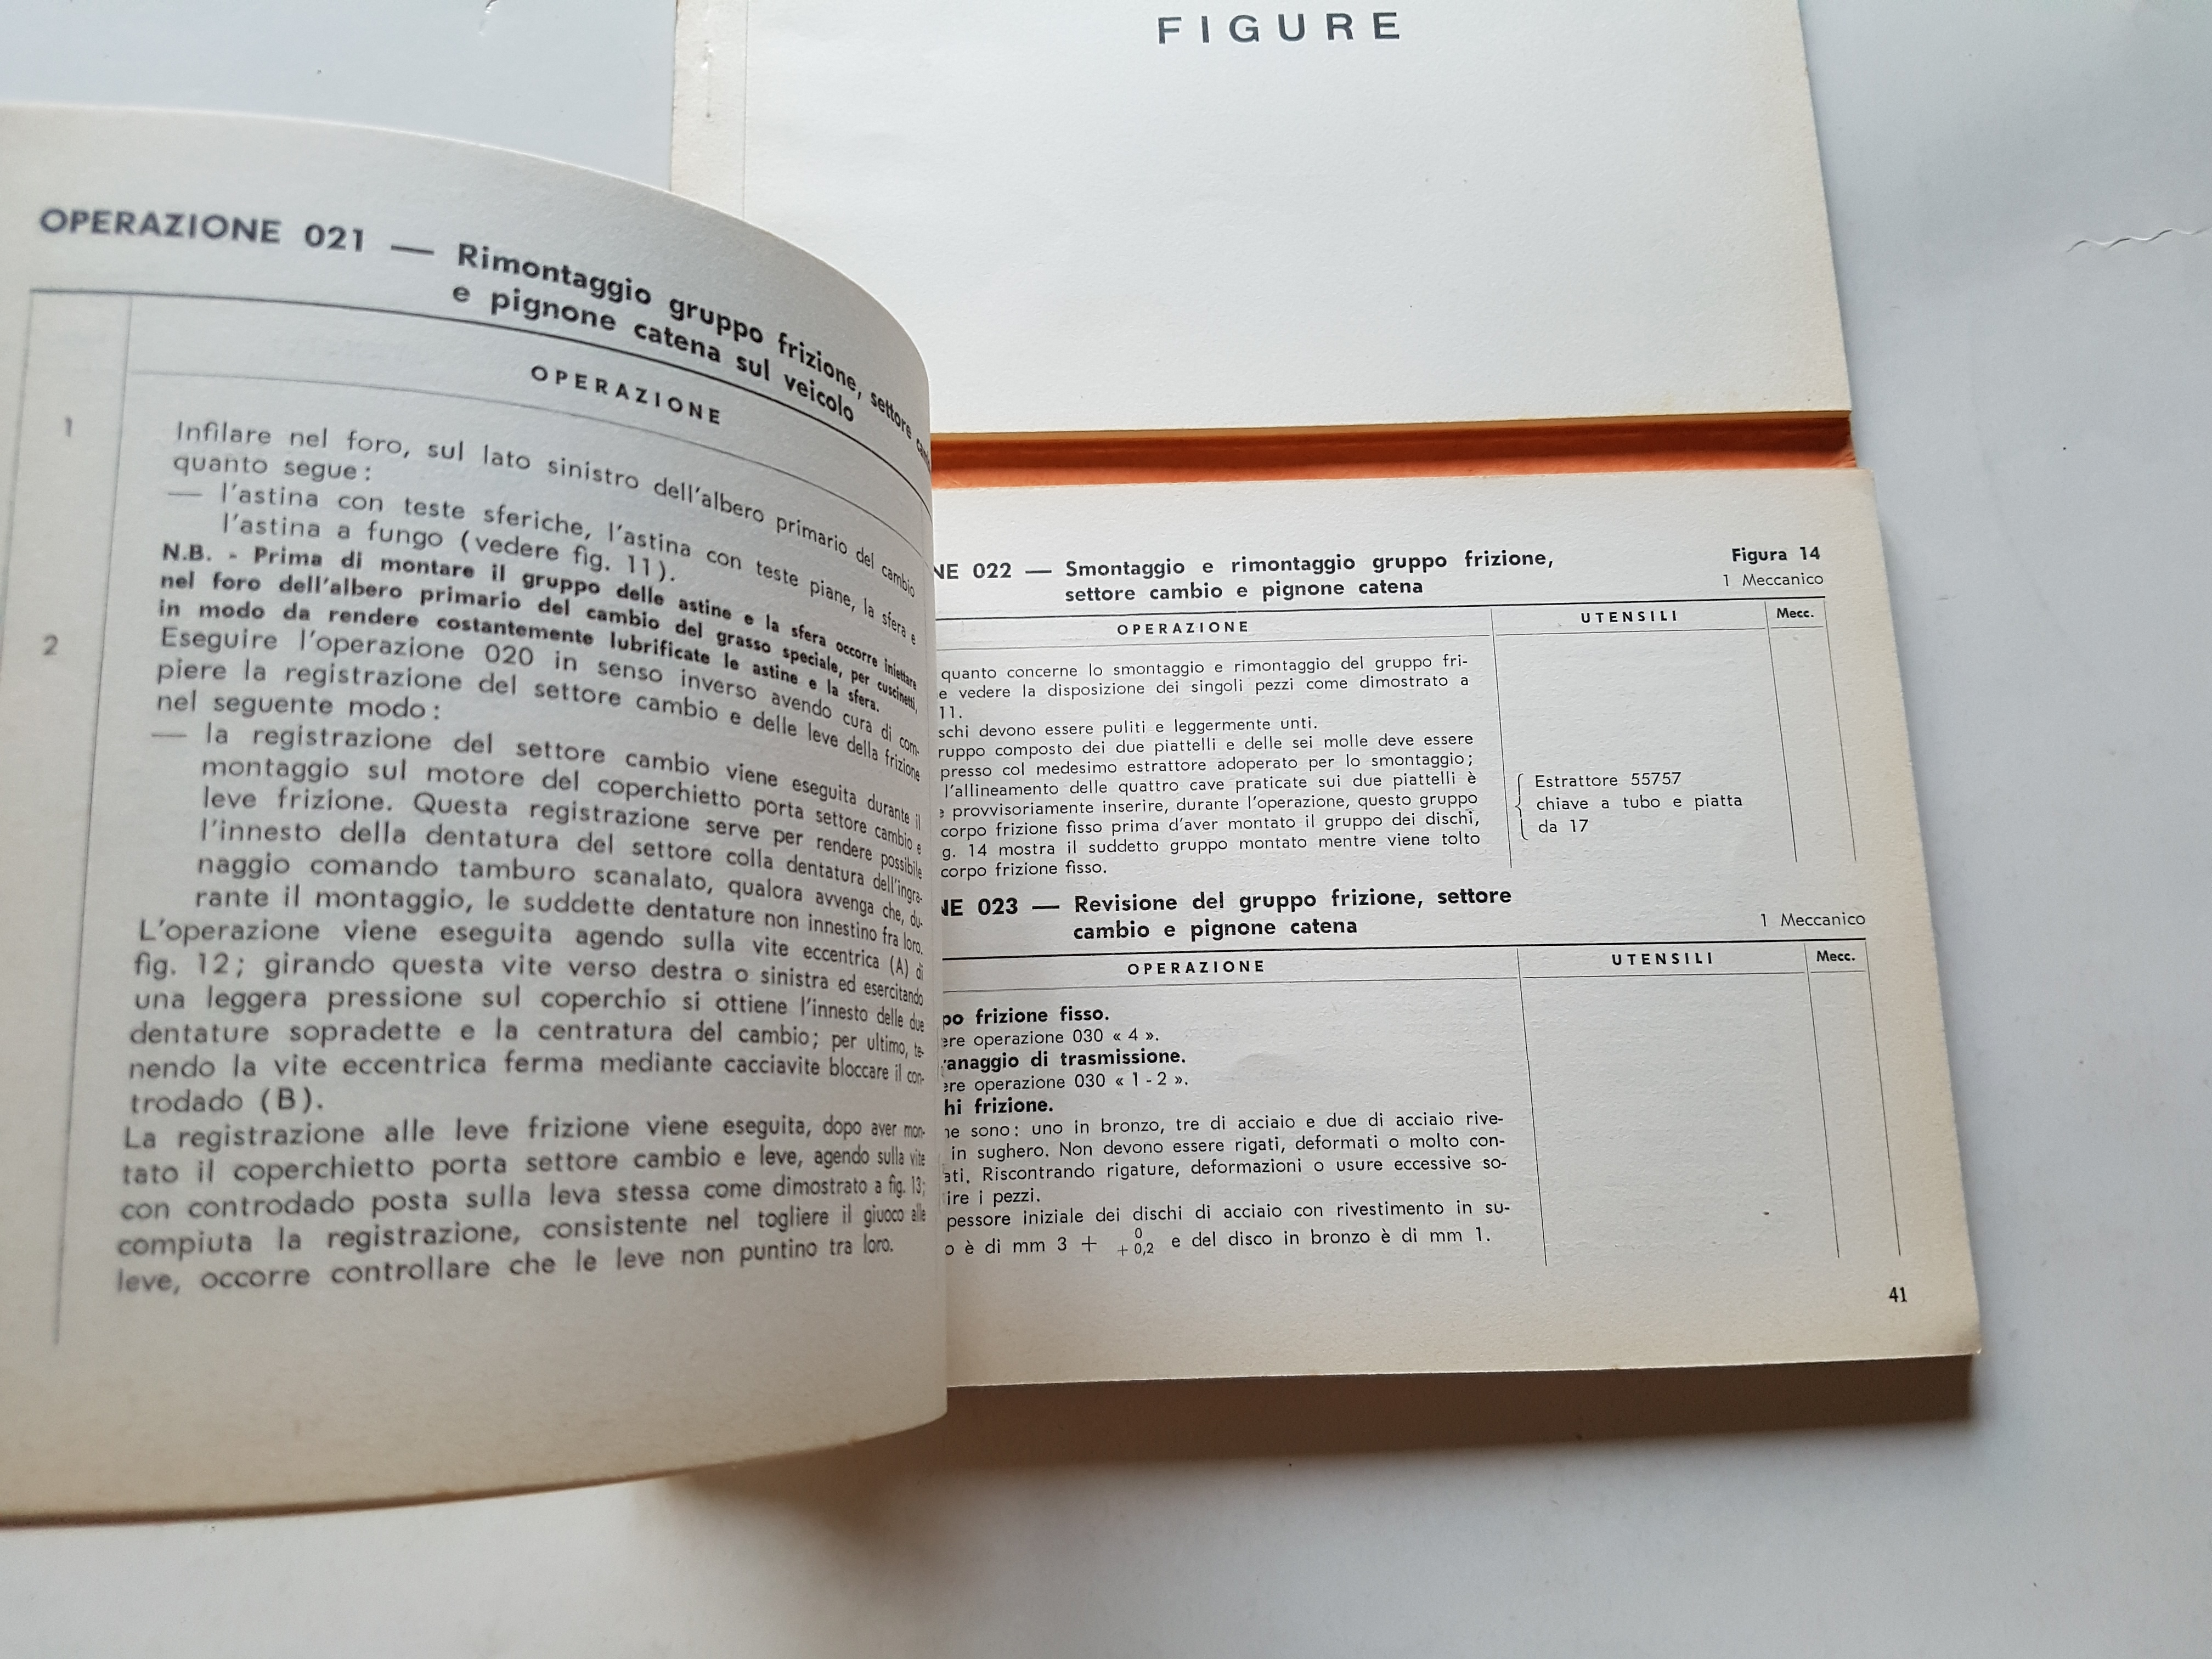 FIGURE
OPERAZIONE 021 — Rimontaggio gruppo frizione, settore
e pignone catena sul veicolo
OPERAZIONE
1
Infilare nel foro, sul lato sinistro dell'albero primario del cambio
quanto segue:
— l'astina con teste sferiche, l'astina con teste piane, la sfera e
l'astina a fungo (vedere fig. 11).
N.B. - Prima di montare il gruppo delle astine e la sfera occorre iniettare
nel foro dell'albero primario del cambio del grasso speciale, per cuscinetti,
in modo da rendere costantemente lubrificate le astine e la sfera.
2
Eseguire l'operazione 020 in senso inverso avendo cura di com-
piere la registrazione del settore cambio e delle leve della frizione
nel seguente modo:
— la registrazione del settore cambio viene eseguita durante il
montaggio sul motore del coperchietto porta settore cambio e
leve frizione. Questa registrazione serve per rendere possibile
l'innesto della dentatura del settore colla dentatura dell'ingra-
naggio comando tamburo scanalato, qualora avvenga che, du-
rante il montaggio, le suddette dentature non innestino fra loro.
L'operazione viene eseguita agendo sulla vite eccentrica (A) di
fig. 12; girando questa vite verso destra o sinistra ed esercitando
una leggera pressione sul coperchio si ottiene l'innesto delle due
dentature sopradette e la centratura del cambio; per ultimo, te-
nendo la vite eccentrica ferma mediante cacciavite bloccare il con-
trodado (B).
La registrazione alle leve frizione viene eseguita, dopo aver mon-
tato il coperchietto porta settore cambio e leve, agendo sulla vite
con controdado posta sulla leva stessa come dimostrato a fig. 13;
compiuta la registrazione, consistente nel togliere il giuoco alle
leve, occorre controllare che le leve non puntino tra loro.
NE 022 — Smontaggio e rimontaggio gruppo frizione,
settore cambio e pignone catena
Figura 14
1 Meccanico
OPERAZIONE
UTENSILI
Mecc.
quanto concerne lo smontaggio e rimontaggio del gruppo fri-
e vedere la disposizione dei singoli pezzi come dimostrato a
11.
schi devono essere puliti e leggermente unti.
ruppo composto dei due piattelli e delle sei molle deve essere
presso col medesimo estrattore adoperato per lo smontaggio;
l'allineamento delle quattro cave praticate sui due piattelli è
e provvisoriamente inserire, durante l'operazione, questo gruppo
corpo frizione fisso prima d'aver montato il gruppo dei dischi,
g. 14 mostra il suddetto gruppo montato mentre viene tolto
corpo frizione fisso.
Estrattore 55757
chiave a tubo e piatta
da 17
NE 023 — Revisione del gruppo frizione, settore
cambio e pignone catena
1 Meccanico
OPERAZIONE
UTENSILI
Mecc.
po frizione fisso.
ere operazione 030 « 4 ».
anaggio di trasmissione.
ere operazione 030 « 1 - 2 ».
hi frizione.
ne sono: uno in bronzo, tre di acciaio e due di acciaio rive-
in sughero. Non devono essere rigati, deformati o molto con-
ati. Riscontrando rigature, deformazioni o usure eccessive so-
ire i pezzi.
pessore iniziale dei dischi di acciaio con rivestimento in su-
o è di mm 3 + 0 + 0,2 e del disco in bronzo è di mm 1.
41